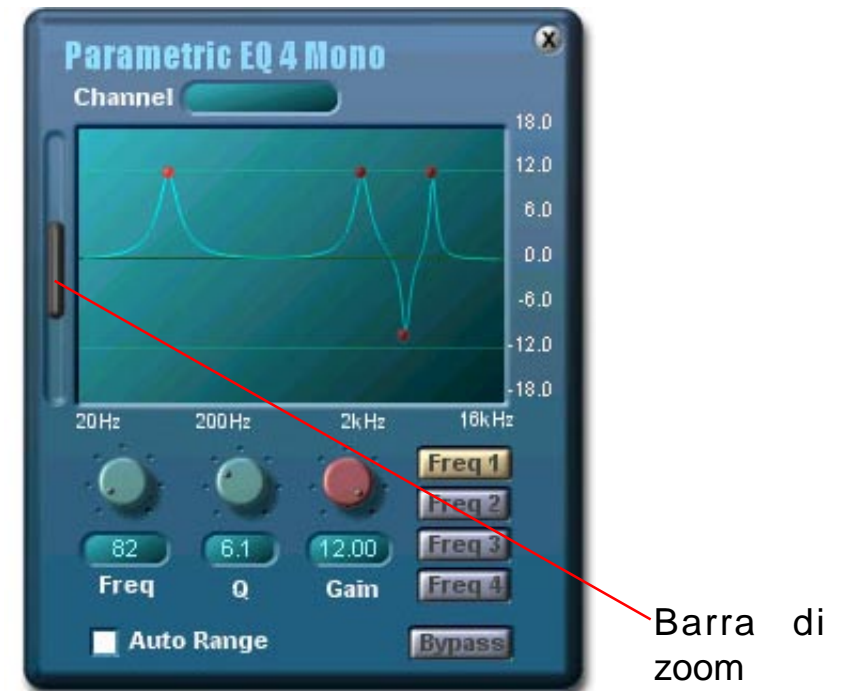 X
Parametric EQ 4 Mono
Channel
18.0
12.0
6.0
0.0
-6.0
-12.0
-18.0
20Hz 200Hz 2kHz 16kHz
Freq 1
Freq 2
Freq 3
Freq 4
82 6.1 12.00
Freq Q Gain
Auto Range
Bypass
Barra di
zoom